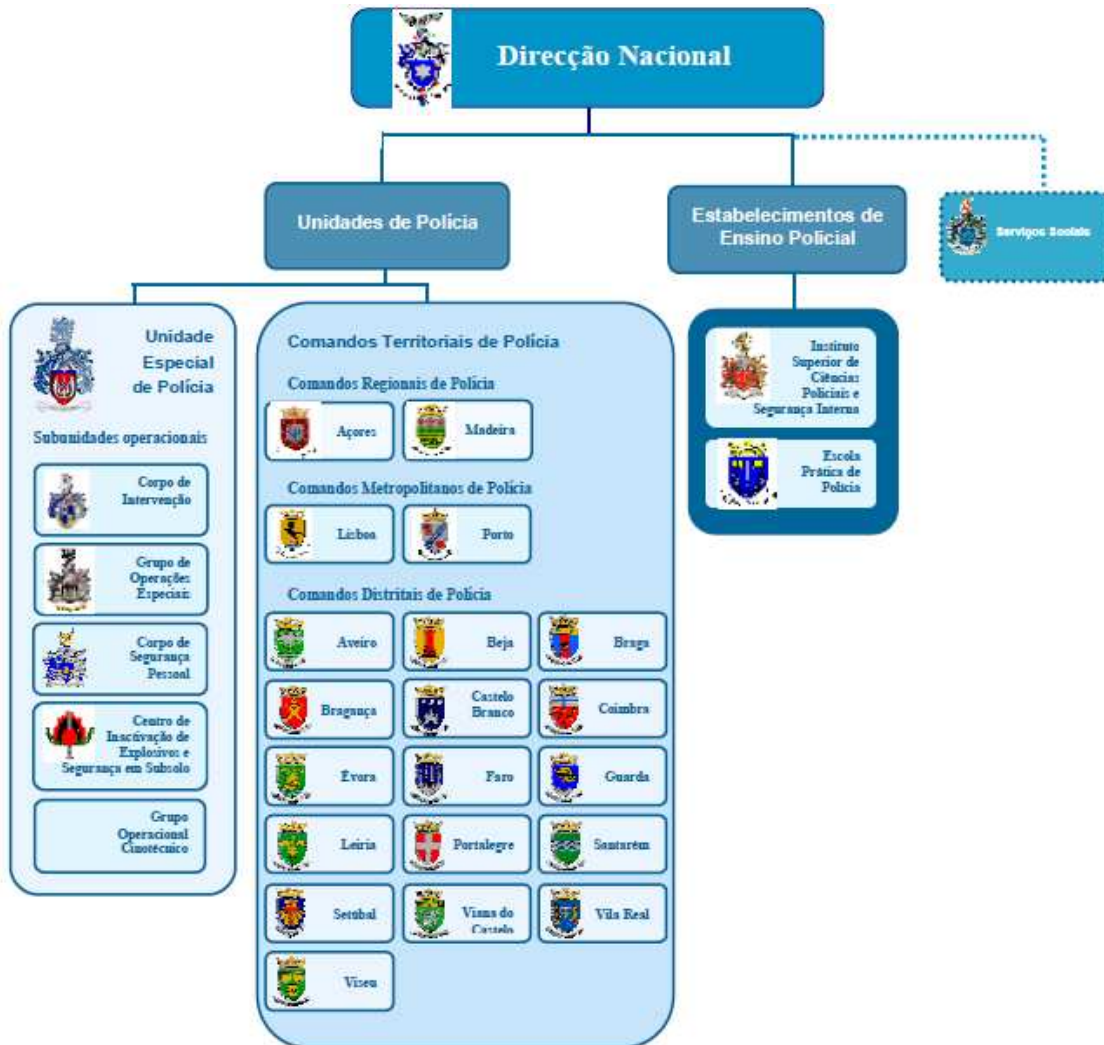 Direcção Nacional
Unidades de Polícia
Estabelecimentos de
Ensino Policial
Serviços Sociais
Unidade
Especial
de Polícia
Subunidades operacionais
Corpo de
Intervenção
Grupo de
Operações
Especiais
Corpo de
Segurança
Pessoal
Centro de
Inactivação de
Explosivos e
Segurança em Subsolo
Grupo
Operacional
Cinotécnico
Comandos Territoriais de Polícia
Comandos Regionais de Polícia
Açores
Madeira
Comandos Metropolitanos de Polícia
Lisboa
Porto
Comandos Distritais de Polícia
Aveiro
Beja
Braga
Bragança
Castelo
Branco
Coimbra
Évora
Faro
Guarda
Leiria
Portalegre
Santarém
Setúbal
Viana do
Castelo
Vila Real
Viseu
Instituto
Superior de
Ciências
Policiais e
Segurança Interna
Escola
Prática de
Polícia